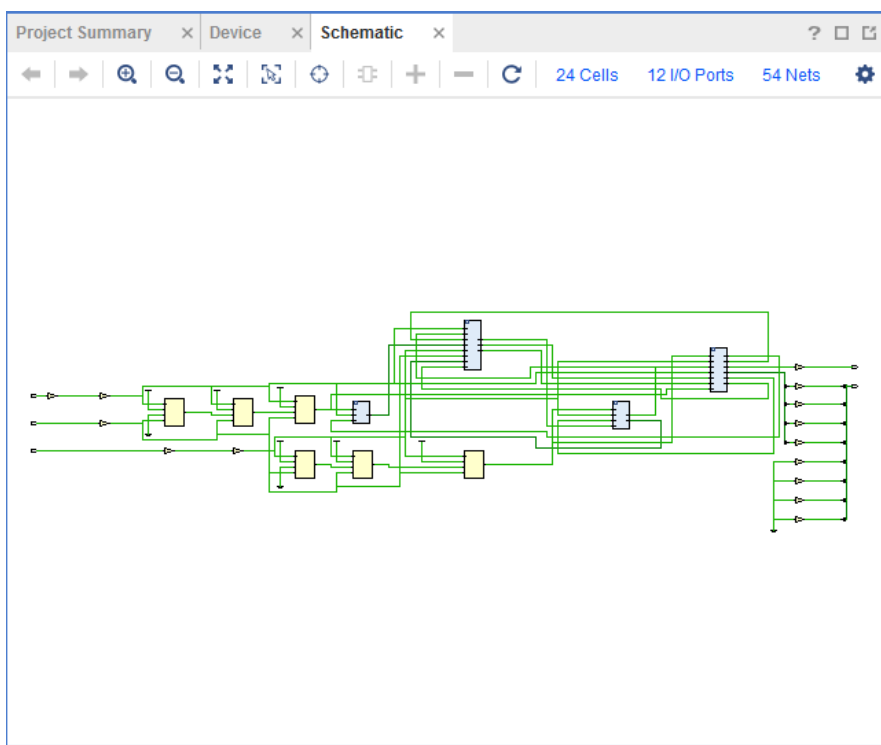 Project Summary × Device × Schematic × ?
24 Cells 12 I/O Ports 54 Nets